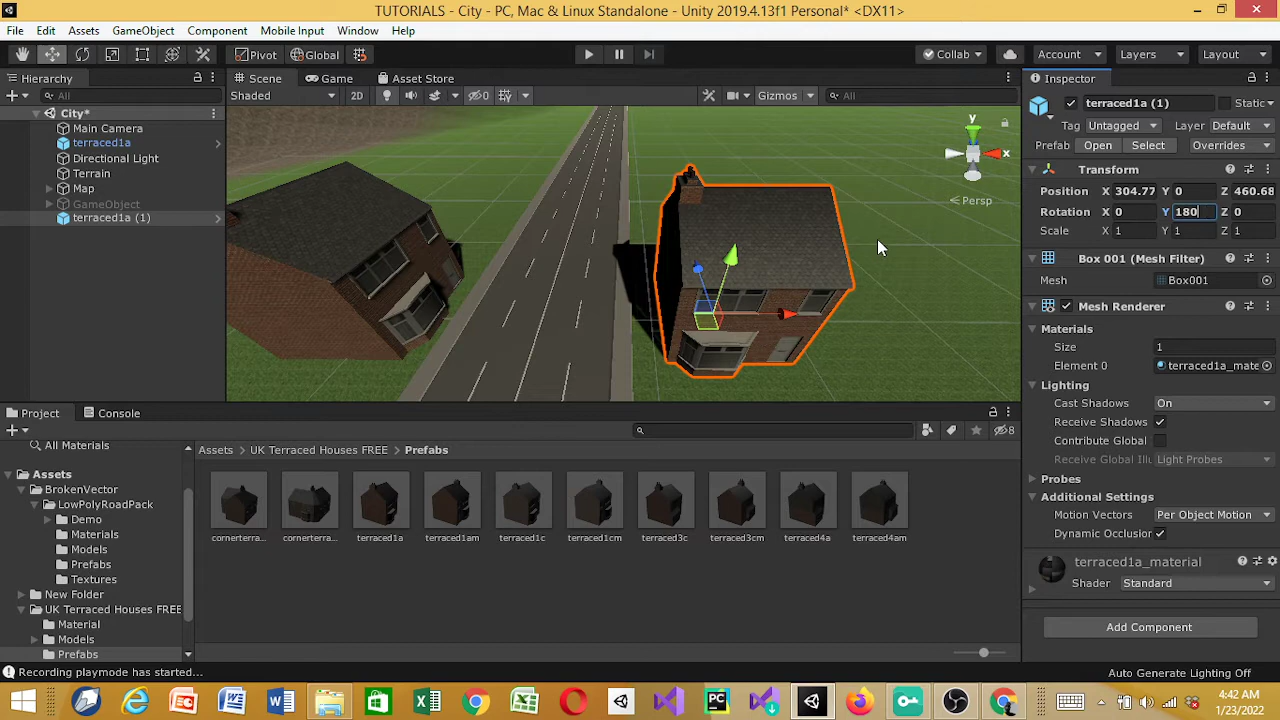 TUTORIALS - City - PC, Mac & Linux Standalone - Unity 2019.4.13f1 Personal* <DX11>
File Edit Assets GameObject Component Mobile Input Window Help
Pivot Global Collab Account Layers Layout
Hierarchy Scene Game Asset Store Inspector
All Shaded 2D 0 Gizmos All terraced1a (1) Static
City* Tag Untagged Layer Default
Main Camera
terraced1a
Directional Light
Terrain
Map
GameObject
terraced1a (1)
y
x
Persp
Prefab Open Select Overrides
Transform
Position X 394.77 Y 0 Z 460.68
Rotation X 0 Y 180 Z 0
Scale X 1 Y 1 Z 1
Box 001 (Mesh Filter)
Mesh Box001
Mesh Renderer
Materials
Size 1
Element 0 terraced1a_mate
Lighting
Cast Shadows On
Receive Shadows
Contribute Global
Receive Global Illu Light Probes
Probes
Additional Settings
Motion Vectors Per Object Motion
Dynamic Occlusion
terraced1a_material
Shader Standard
Add Component
Project Console
8
All Materials
Assets
BrokenVector
LowPolyRoadPack
Demo
Materials
Models
Prefabs
Textures
New Folder
UK Terraced Houses FREE
Material
Models
Prefabs
Assets UK Terraced Houses FREE Prefabs
cornerterra... cornerterra... terraced1a terraced1am terraced1c terraced1cm terraced3c terraced3cm terraced4a terraced4am
Recording playmode has started... Auto Generate Lighting Off
4:42 AM
1/23/2022